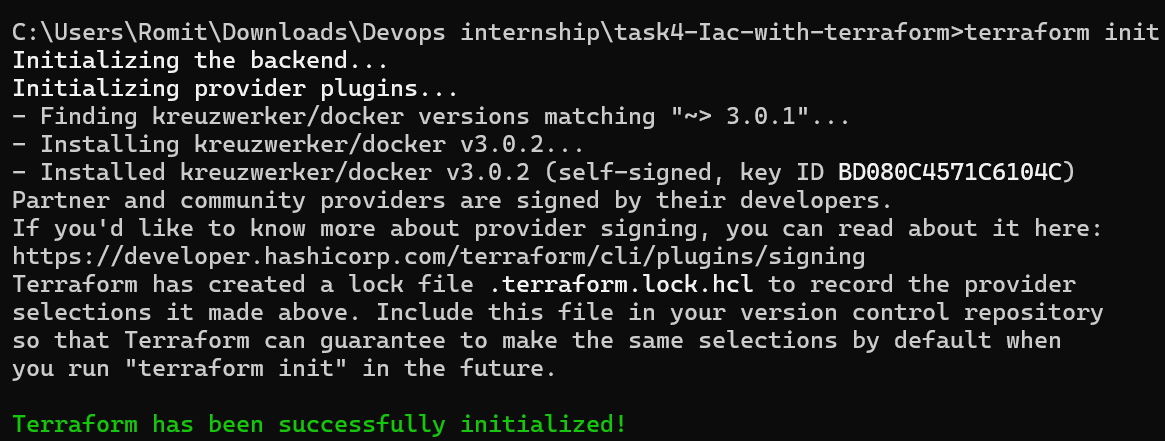 C:\Users\Romit\Downloads\Devops internship\task4-Iac-with-terraform>terraform init
Initializing the backend...
Initializing provider plugins...
- Finding kreuzwerker/docker versions matching "~> 3.0.1"...
- Installing kreuzwerker/docker v3.0.2...
- Installed kreuzwerker/docker v3.0.2 (self-signed, key ID BD080C4571C6104C)
Partner and community providers are signed by their developers.
If you'd like to know more about provider signing, you can read about it here:
https://developer.hashicorp.com/terraform/cli/plugins/signing
Terraform has created a lock file .terraform.lock.hcl to record the provider
selections it made above. Include this file in your version control repository
so that Terraform can guarantee to make the same selections by default when
you run "terraform init" in the future.
Terraform has been successfully initialized!